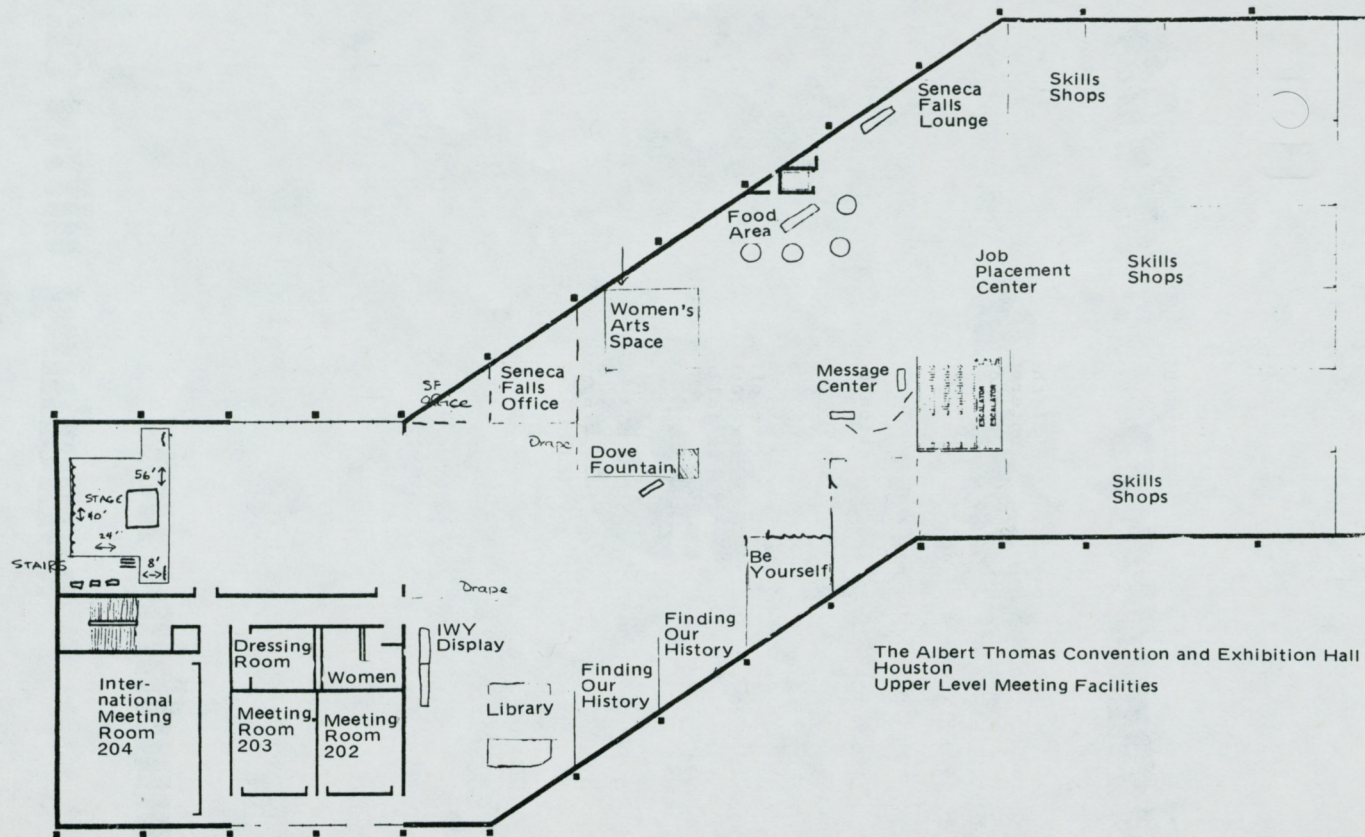 Seneca
Falls
Lounge
Skills
Shops
Food
Area
Job
Placement
Center
Skills
Shops
Women's
Arts
Space
Message
Center
ESCALATOR
ESCALATOR
SF
Office
Seneca
Falls
Office
Drape
Dove
Fountain
Skills
Shops
56'
STAGE
40'
24'
8'
STAIRS
Be
Yourself
Drape
IWY
Display
Finding
Our
History
Finding
Our
History
Dressing
Room
Women
Library
Inter-
national
Meeting
Room
204
Meeting
Room
203
Meeting
Room
202
The Albert Thomas Convention and Exhibition Hall
Houston
Upper Level Meeting Facilities